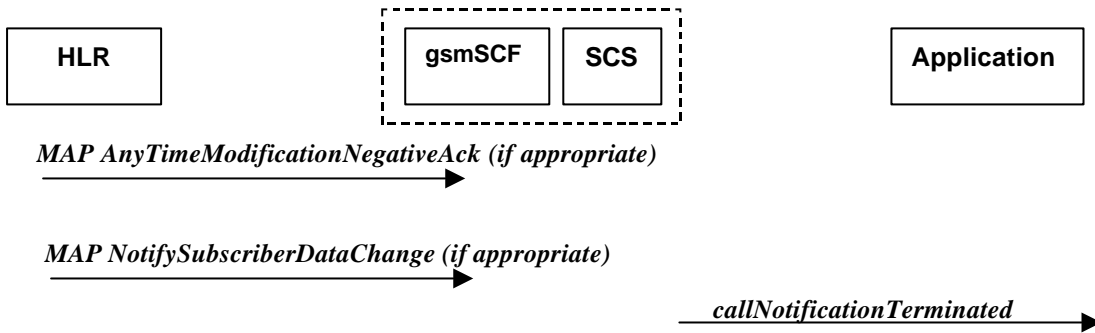 HLR
gsmSCF
SCS
Application
MAP AnyTimeModificationNegativeAck (if appropriate)
MAP NotifySubscriberDataChange (if appropriate)
callNotificationTerminated